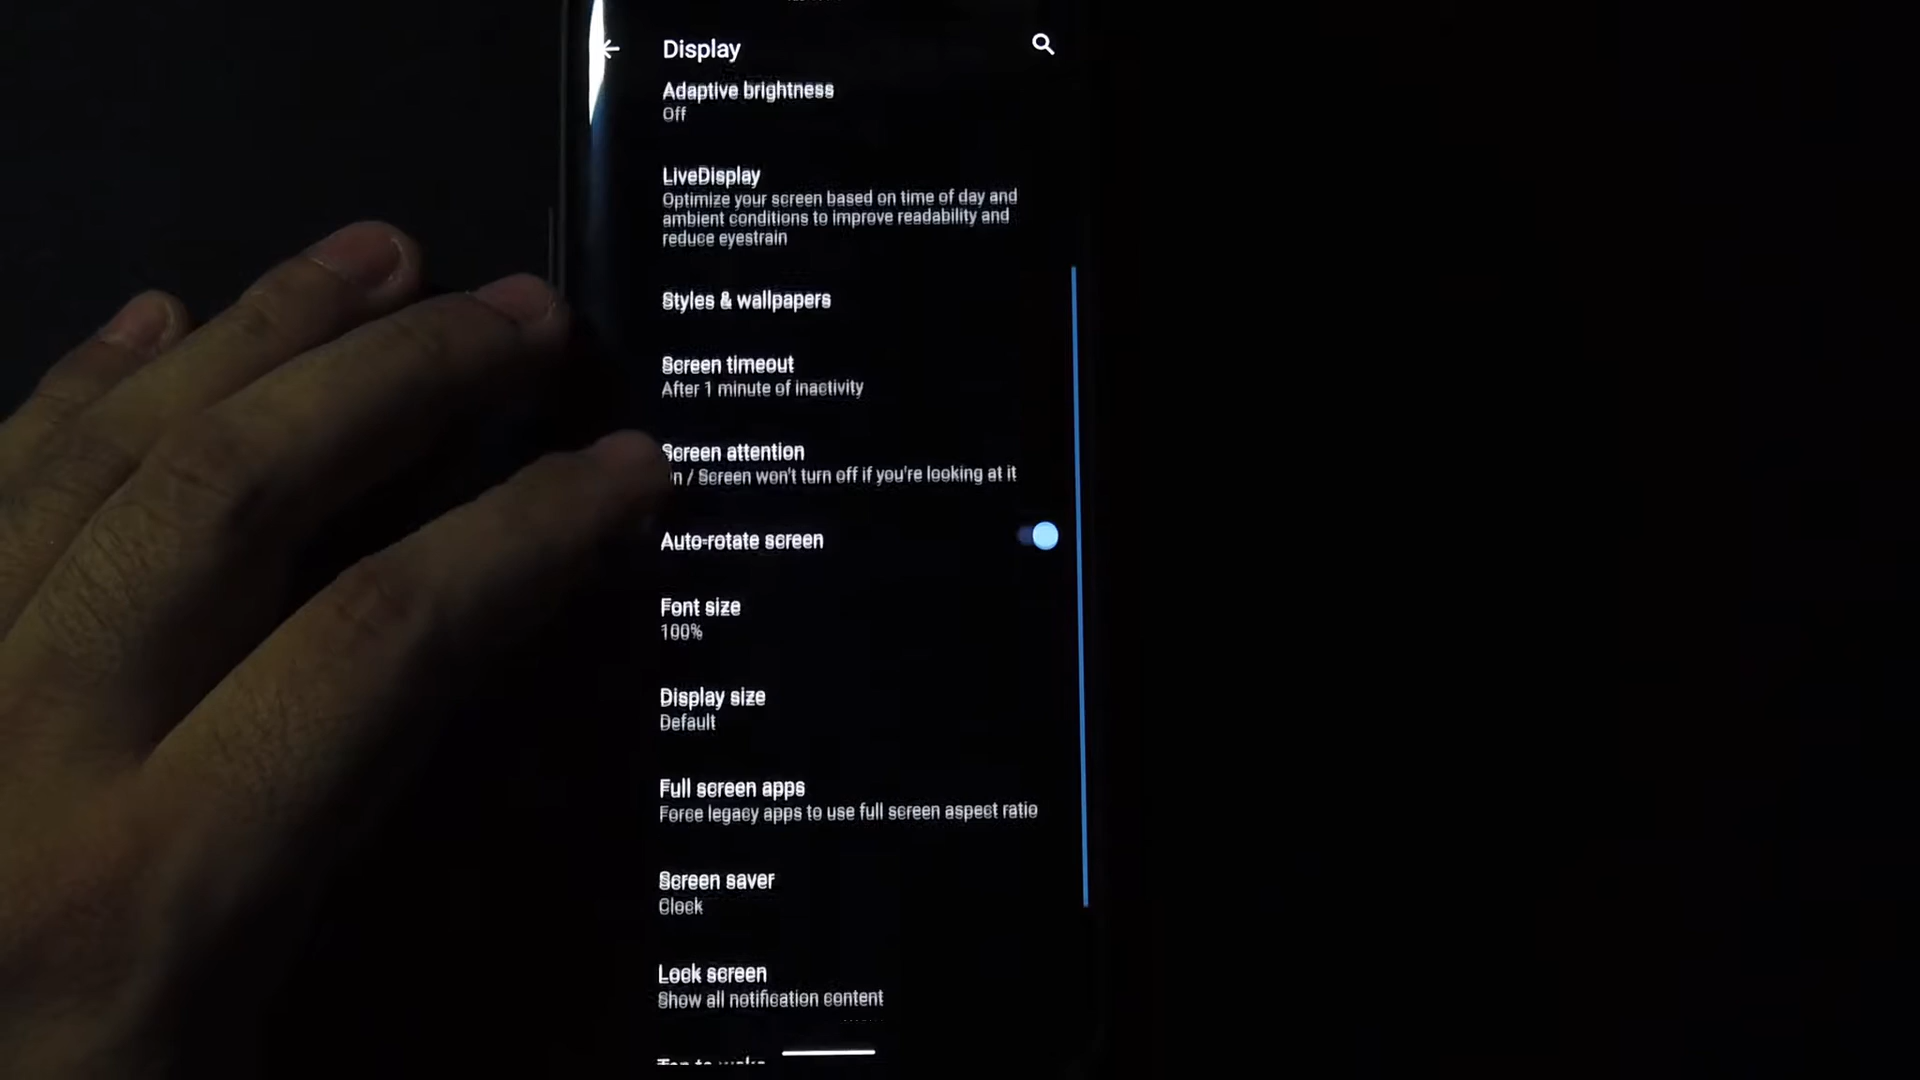 Display
Adaptive brightness
Off
LiveDisplay
Optimize your screen based on time of day and
ambient conditions to improve readability and
reduce eyestrain
Styles & wallpapers
Screen timeout
After 1 minute of inactivity
Screen attention
n / Screen won't turn off if you're looking at it
Auto-rotate screen
Font size
100%
Display size
Default
Full screen apps
Force legacy apps to use full screen aspect ratio
Screen saver
Clock
Lock screen
Show all notification content
Tap to wake